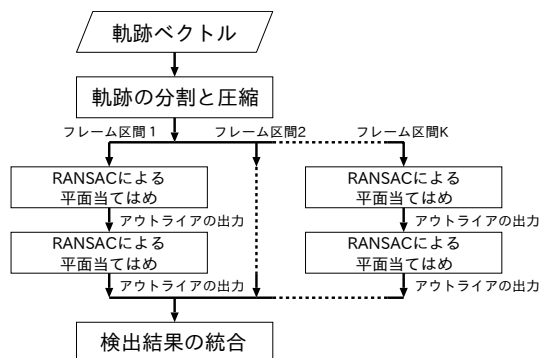 軌跡ベクトル
軌跡の分割と圧縮
フレーム区間1
フレーム区間2
フレーム区間K
RANSACによる
平面当てはめ
RANSACによる
平面当てはめ
アウトライアの出力
アウトライアの出力
RANSACによる
平面当てはめ
RANSACによる
平面当てはめ
アウトライアの出力
アウトライアの出力
検出結果の統合